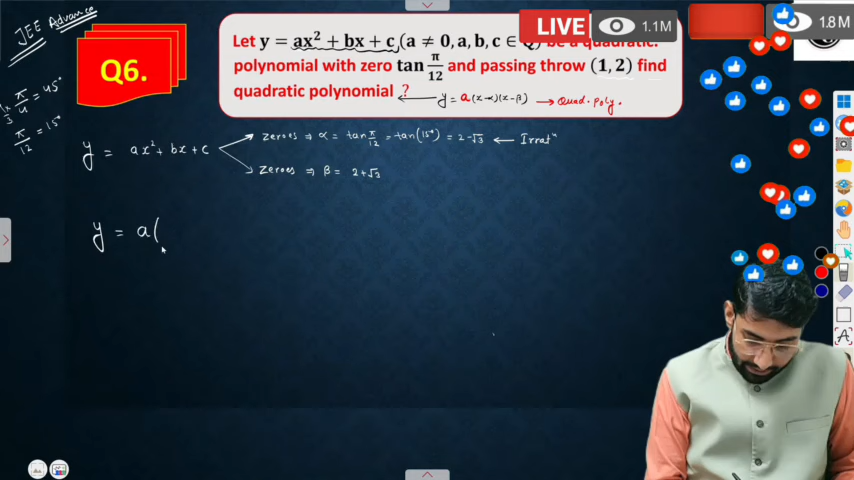 JEE Advance
LIVE
1.1M
1.8M
Q6.
Let y = ax² + bx + c, (a ≠ 0, a, b, c ∈ Q) be a quadratic
polynomial with zero tan π/12 and passing throw (1, 2) find
quadratic polynomial ?
y = a(x-α)(x-β) → Quad. poly.
π/4 = 45°
π/12 = 15°
y = ax² + bx + c
zeroes ⇒ α = tan π/12 = tan(15°) = 2-√3 ← Irratⁿ
zeroes ⇒ β = 2+√3
y = a(